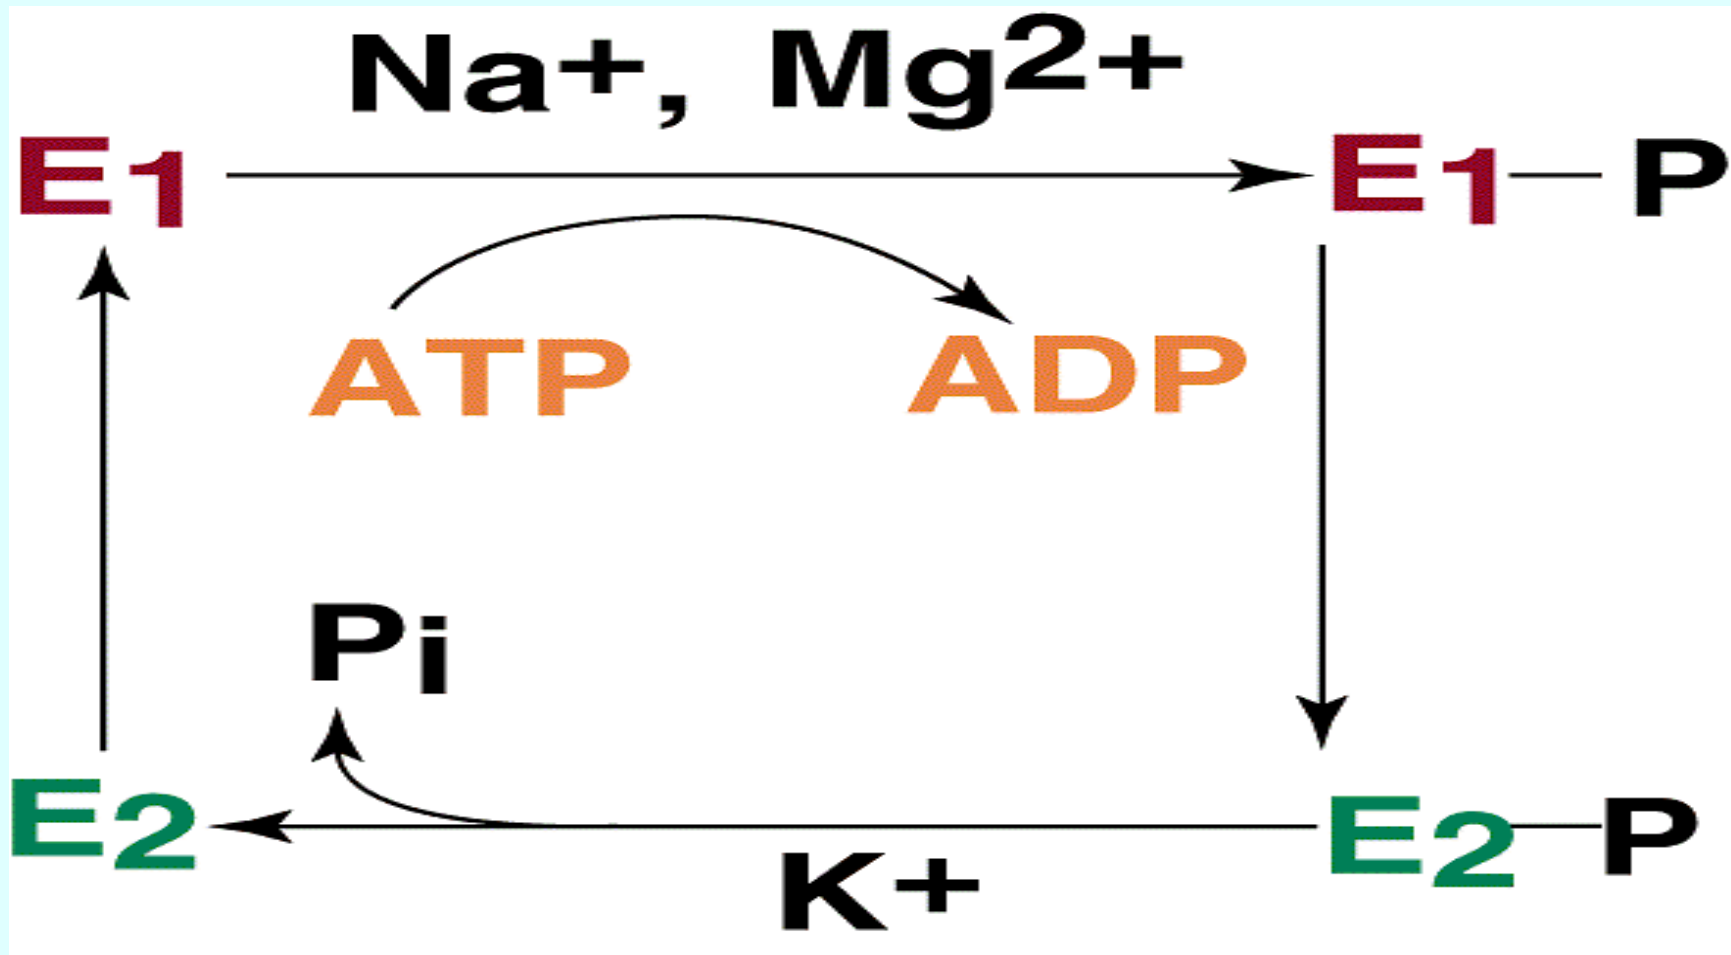 Na+, Mg2+
E1 E1—P
ATP ADP
Pi
E2 E2—P
K+